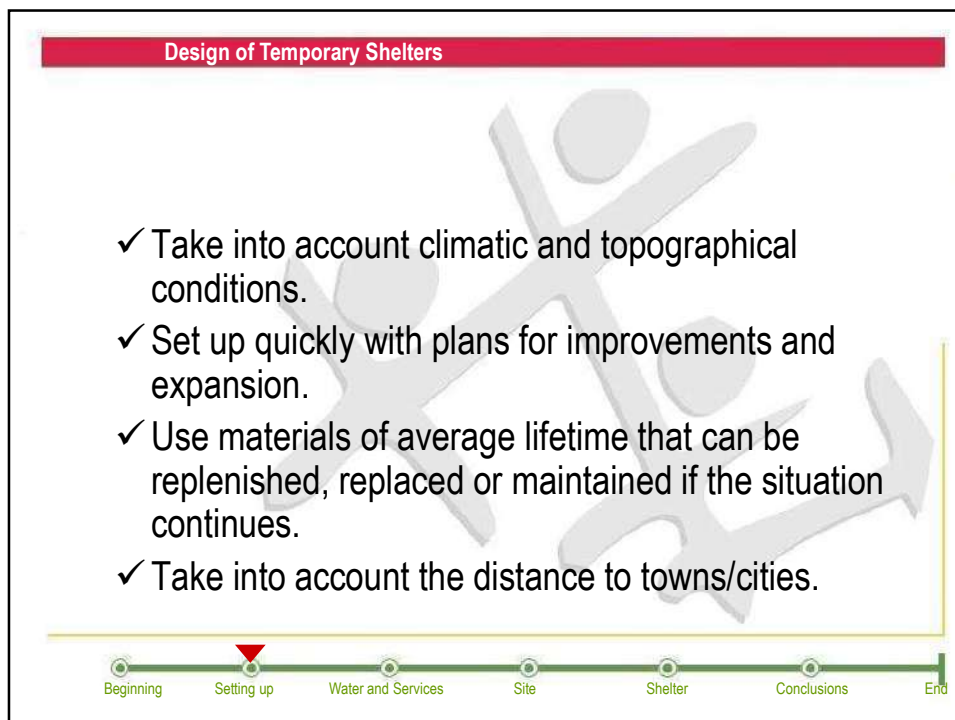 Design of Temporary Shelters
✓ Take into account climatic and topographical
conditions.
✓ Set up quickly with plans for improvements and
expansion.
✓ Use materials of average lifetime that can be
replenished, replaced or maintained if the situation
continues.
✓ Take into account the distance to towns/cities.
Beginning Setting up Water and Services Site Shelter Conclusions End